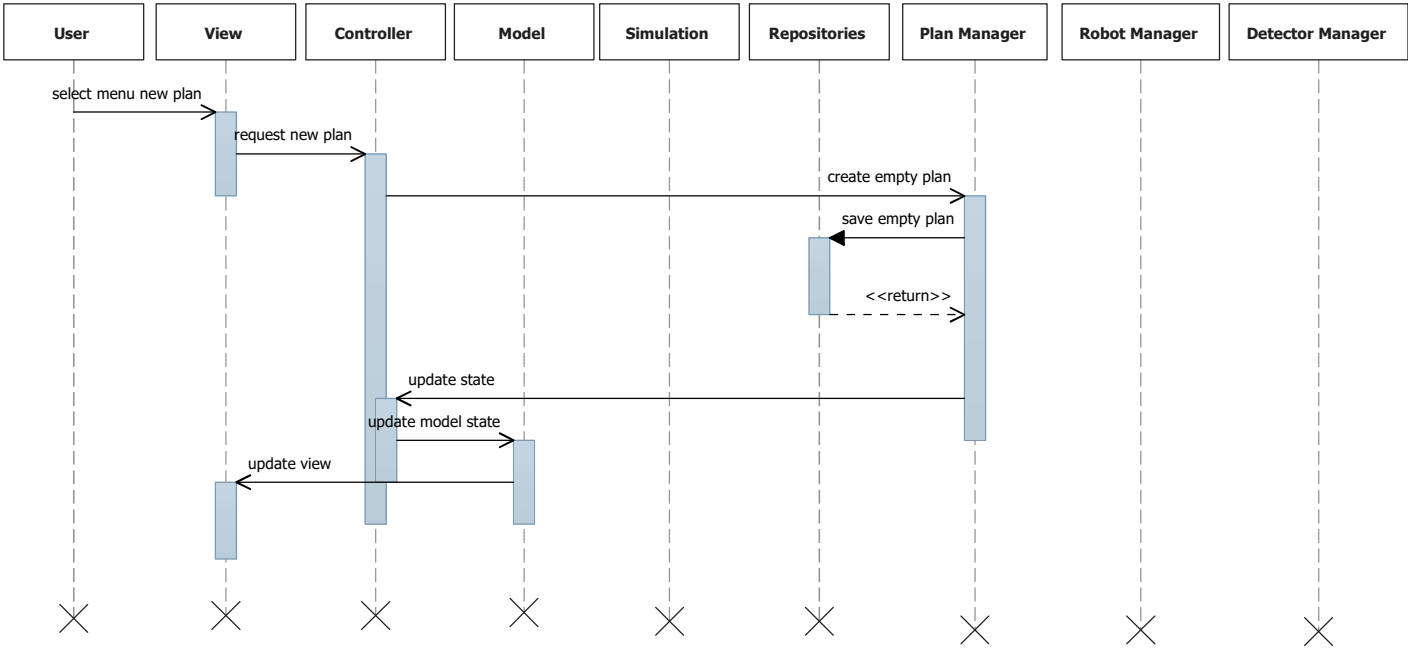 User
View
Controller
Model
Simulation
Repositories
Plan Manager
Robot Manager
Detector Manager
select menu new plan
request new plan
create empty plan
save empty plan
<<return>>
update state
update model state
update view